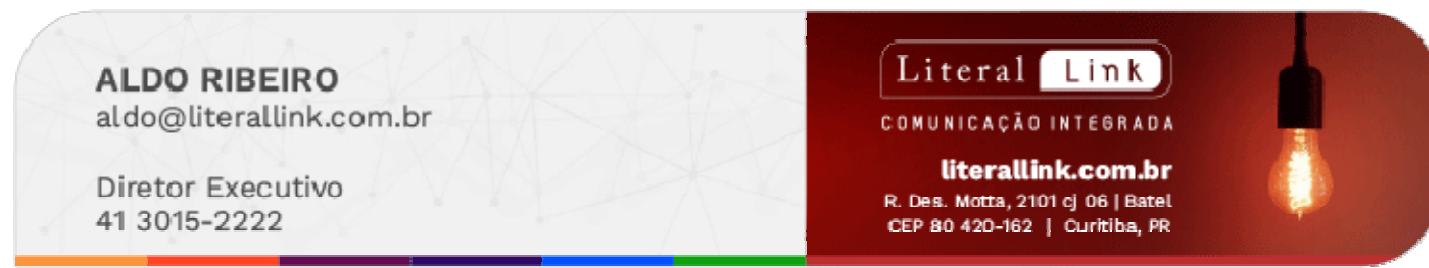 ALDO RIBEIRO
aldo@literallink.com.br
Diretor Executivo
41 3015-2222
Literal Link
COMUNICAÇÃO INTEGRADA
literallink.com.br
R. Des. Motta, 2101 cj 06 | Batel
CEP 80 420-162 | Curitiba, PR